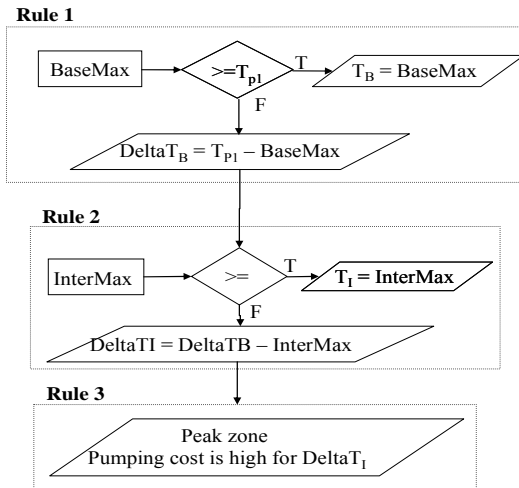 Rule 1
BaseMax
>=T_p1
T
T_B = BaseMax
F
DeltaT_B = T_P1 – BaseMax
Rule 2
InterMax
>=
T
T_I = InterMax
F
DeltaTI = DeltaTB – InterMax
Rule 3
Peak zone
Pumping cost is high for DeltaT_I